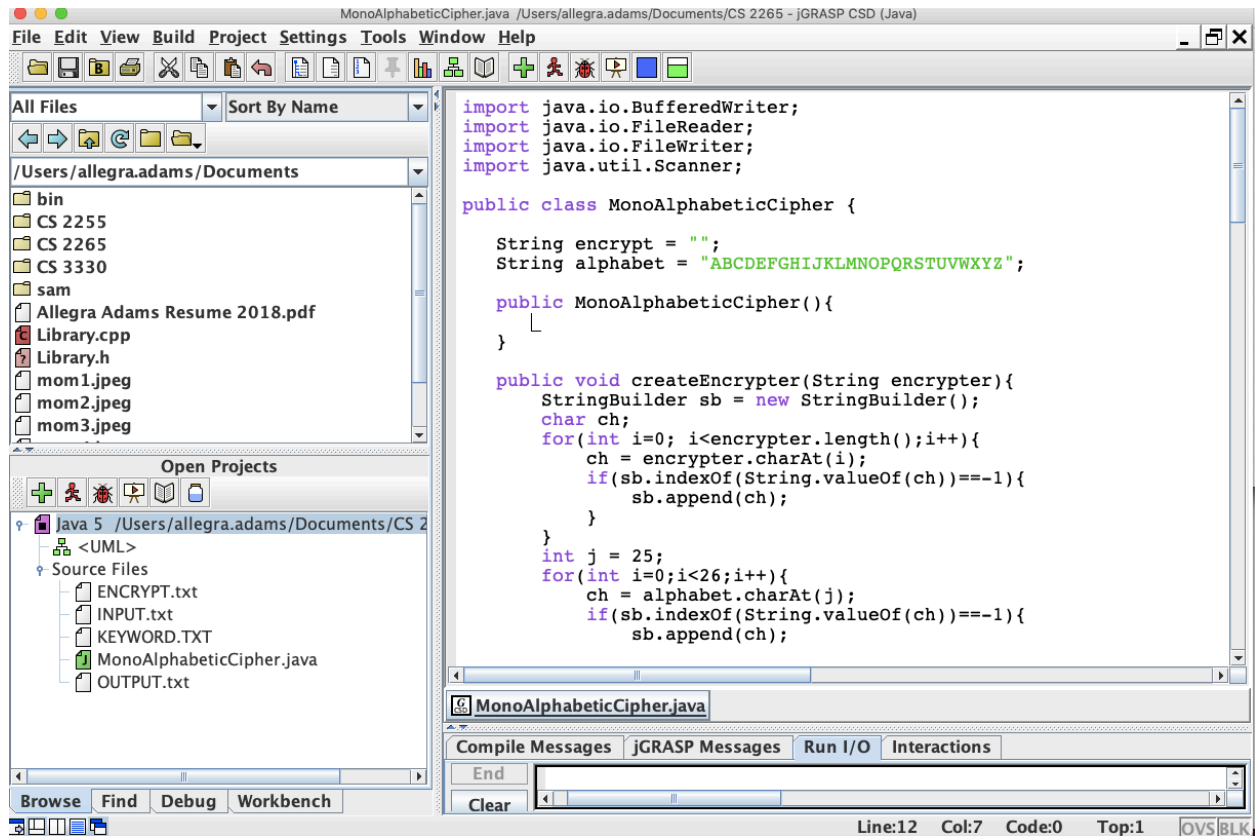 MonoAlphabeticCipher.java /Users/allegra.adams/Documents/CS 2265 - jGRASP CSD (Java)
File Edit View Build Project Settings Tools Window Help
All Files
Sort By Name
/Users/allegra.adams/Documents
bin
CS 2255
CS 2265
CS 3330
sam
Allegra Adams Resume 2018.pdf
Library.cpp
Library.h
mom1.jpeg
mom2.jpeg
mom3.jpeg
Open Projects
Java 5 /Users/allegra.adams/Documents/CS 2
<UML>
Source Files
ENCRYPT.txt
INPUT.txt
KEYWORD.TXT
MonoAlphabeticCipher.java
OUTPUT.txt
Browse Find Debug Workbench
import java.io.BufferedWriter;
import java.io.FileReader;
import java.io.FileWriter;
import java.util.Scanner;
public class MonoAlphabeticCipher {
String encrypt = "";
String alphabet = "ABCDEFGHIJKLMNOPQRSTUVWXYZ";
public MonoAlphabeticCipher(){
}
public void createEncrypter(String encrypter){
StringBuilder sb = new StringBuilder();
char ch;
for(int i=0; i<encrypter.length();i++){
ch = encrypter.charAt(i);
if(sb.indexOf(String.valueOf(ch))==-1){
sb.append(ch);
}
}
int j = 25;
for(int i=0;i<26;i++){
ch = alphabet.charAt(j);
if(sb.indexOf(String.valueOf(ch))==-1){
sb.append(ch);
MonoAlphabeticCipher.java
Compile Messages jGRASP Messages Run I/O Interactions
End
Clear
Line:12 Col:7 Code:0 Top:1 OVS BLK